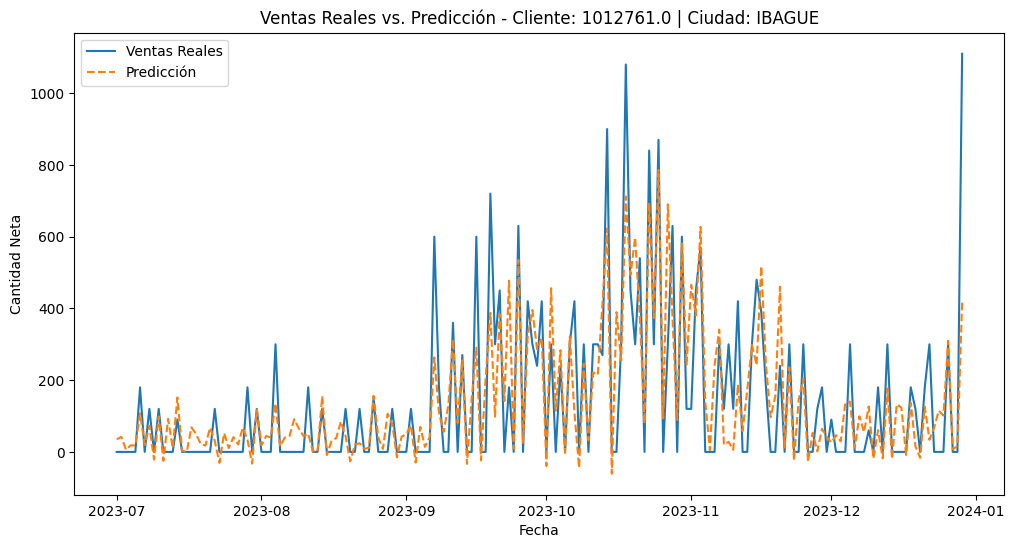 Ventas Reales vs. Predicción - Cliente: 1012761.0 | Ciudad: IBAGUE
Ventas Reales
Predicción
Cantidad Neta
1000
800
600
400
200
0
2023-07
2023-08
2023-09
2023-10
2023-11
2023-12
2024-01
Fecha